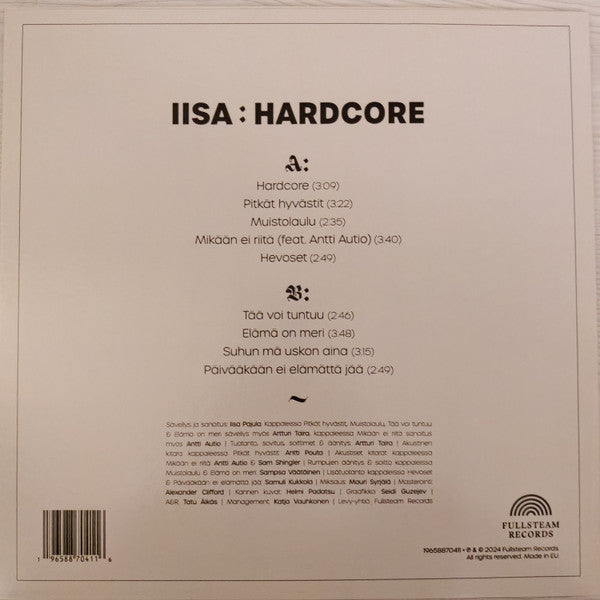 IISA : HARDCORE
A:
Hardcore (3:09)
Pitkät hyvästit (3:22)
Muistolaulu (2:35)
Mikään ei riitä (feat. Antti Autio) (3:40)
Hevoset (2:49)
B:
Tää voi tuntuu (2:46)
Elämä on meri (3:48)
Suhun mä uskon aina (3:15)
Päivääkään ei elämättä jää (2:49)
~
Sävellys ja sanoitus: Iisa Pajula. Kappaleissa Pitkät hyvästit, Muistolaulu, Tää voi tuntuu
& Elämä on meri sävellys myös Artturi Taira, kappaleessa Mikään ei riitä sanoitus
myös Antti Autio | Tuotanto, sovitus, soittimet & äänitys: Artturi Taira | Akustinen
kitara kappaleessa Pitkät hyvästit: Antti Pouta | Akustiset kitarat kappaleessa
Mikään ei riitä: Antti Autio & Sam Shingler | Rumpujen äänitys & soitto kappaleissa
Muistolaulu & Elämä on meri: Sampsa Väätäinen | Lisätuotanto kappaleissa Hevoset
& Päivääkään ei elämättä jää: Samuli Kukkola | Miksaus: Mauri Syrjälä | Masterointi:
Alexander Clifford | Kannen kuvat: Helmi Padatsu | Grafiikka: Seidi Guzejev |
A&R: Tatu Äikäs | Management: Katja Vauhkonen | Levy-yhtiö: Fullsteam Records
FULLSTEAM
RECORDS
19658870411 • ℗ & © 2024 Fullsteam Records.
All rights reserved. Made in EU.
1 96588 70411 6